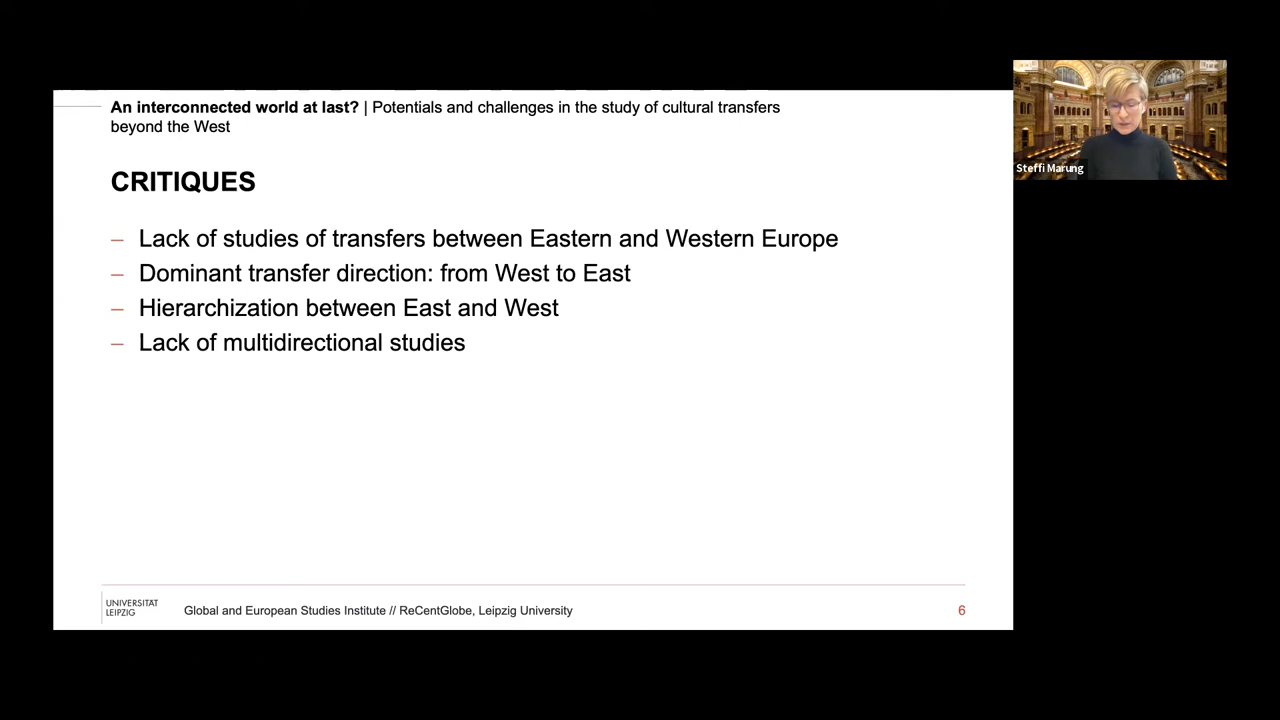 An interconnected world at last? | Potentials and challenges in the study of cultural transfers
beyond the West
CRITIQUES
– Lack of studies of transfers between Eastern and Western Europe
– Dominant transfer direction: from West to East
– Hierarchization between East and West
– Lack of multidirectional studies
Steffi Marung
UNIVERSITÄT
LEIPZIG
Global and European Studies Institute // ReCentGlobe, Leipzig University
6